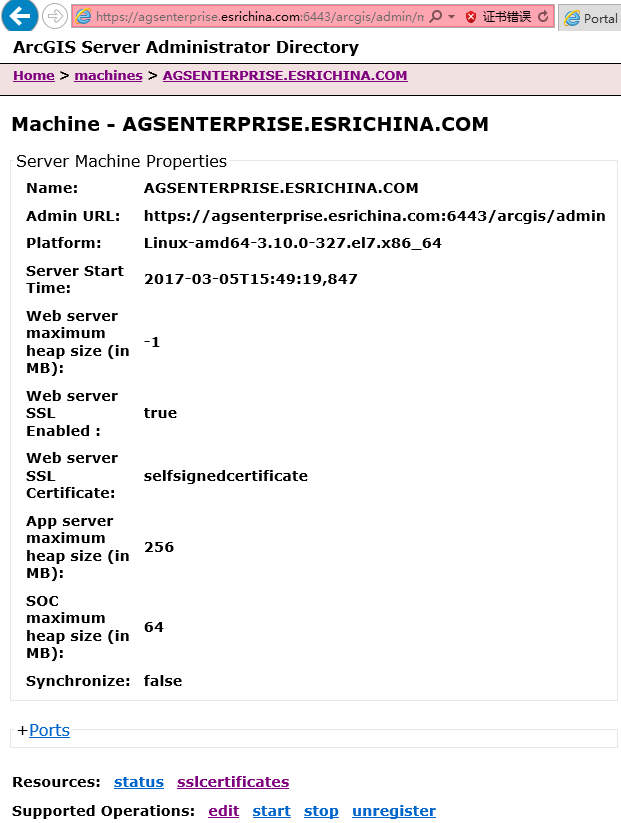 https://agsenterprise.esrichina.com:6443/arcgis/admin/m 证书错误 Portal
ArcGIS Server Administrator Directory
Home > machines > AGSENTERPRISE.ESRICHINA.COM
Machine - AGSENTERPRISE.ESRICHINA.COM
Server Machine Properties
Name: AGSENTERPRISE.ESRICHINA.COM
Admin URL: https://agsenterprise.esrichina.com:6443/arcgis/admin
Platform: Linux-amd64-3.10.0-327.el7.x86_64
Server Start
Time:
2017-03-05T15:49:19,847
Web server
maximum
heap size (in
MB):
-1
Web server
SSL
Enabled :
true
Web server
SSL
Certificate:
selfsignedcertificate
App server
maximum
heap size (in
MB):
256
SOC
maximum
heap size (in
MB):
64
Synchronize: false
+Ports
Resources: status sslcertificates
Supported Operations: edit start stop unregister